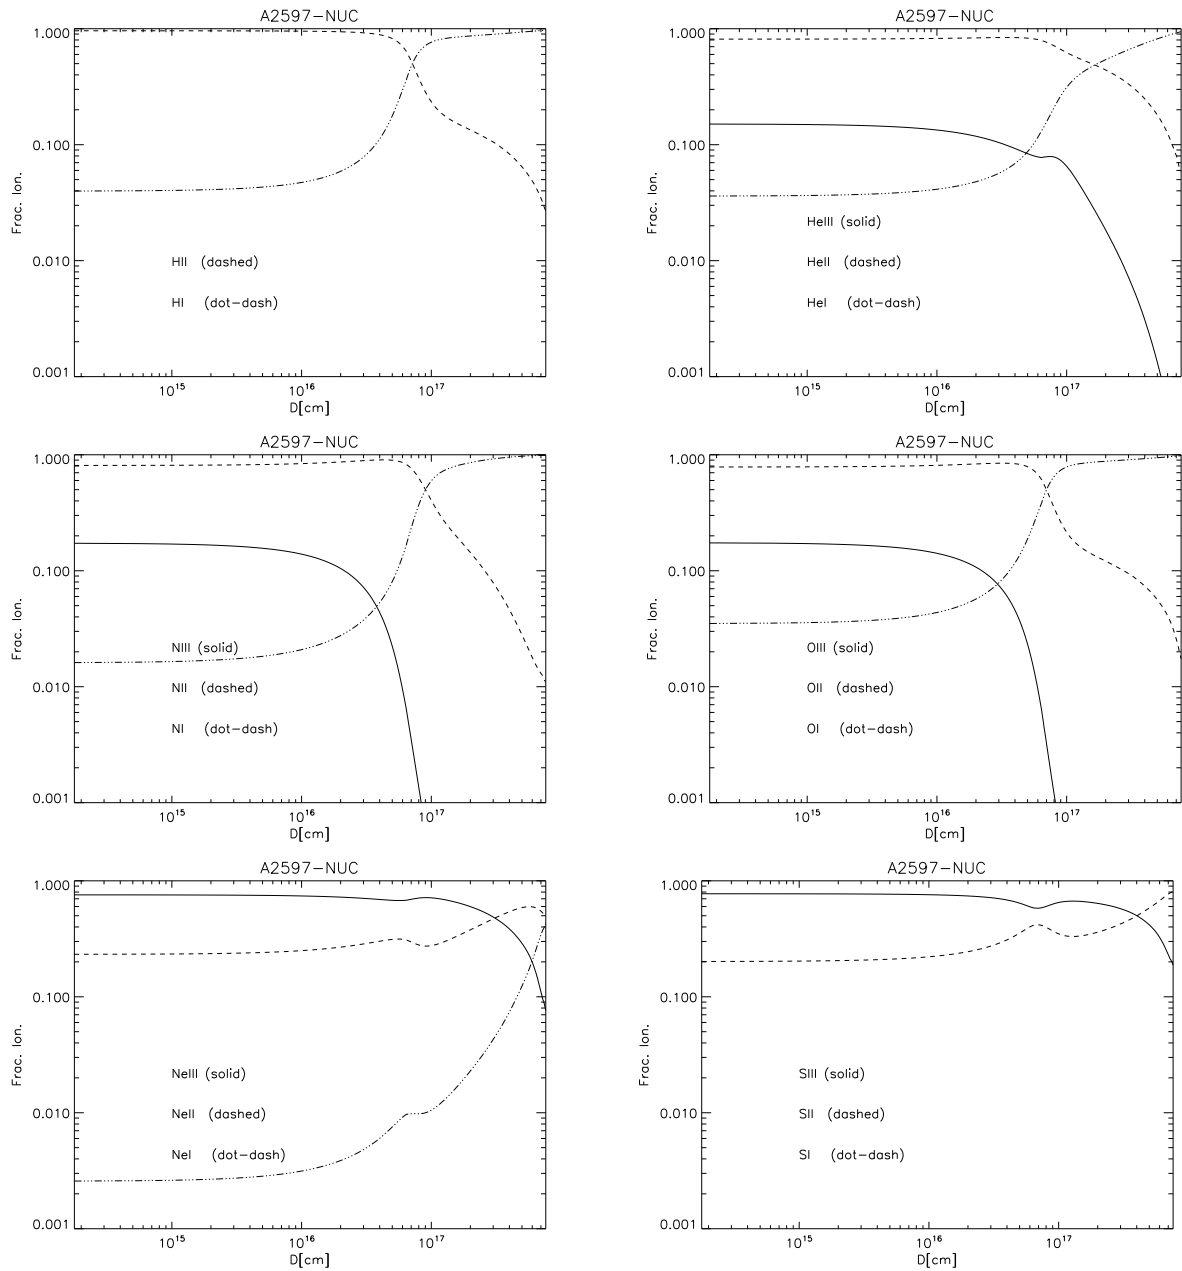 A2597-NUC
1.000
0.100
0.010
0.001
Frac. Ion.
HII (dashed)
HI (dot-dash)
10^15
10^16
10^17
D[cm]
A2597-NUC
1.000
0.100
0.010
0.001
Frac. Ion.
HeIII (solid)
HeII (dashed)
HeI (dot-dash)
10^15
10^16
10^17
D[cm]
A2597-NUC
1.000
0.100
0.010
0.001
Frac. Ion.
NIII (solid)
NII (dashed)
NI (dot-dash)
10^15
10^16
10^17
D[cm]
A2597-NUC
1.000
0.100
0.010
0.001
Frac. Ion.
OIII (solid)
OII (dashed)
OI (dot-dash)
10^15
10^16
10^17
D[cm]
A2597-NUC
1.000
0.100
0.010
0.001
Frac. Ion.
NeIII (solid)
NeII (dashed)
NeI (dot-dash)
10^15
10^16
10^17
D[cm]
A2597-NUC
1.000
0.100
0.010
0.001
Frac. Ion.
SIII (solid)
SII (dashed)
SI (dot-dash)
10^15
10^16
10^17
D[cm]